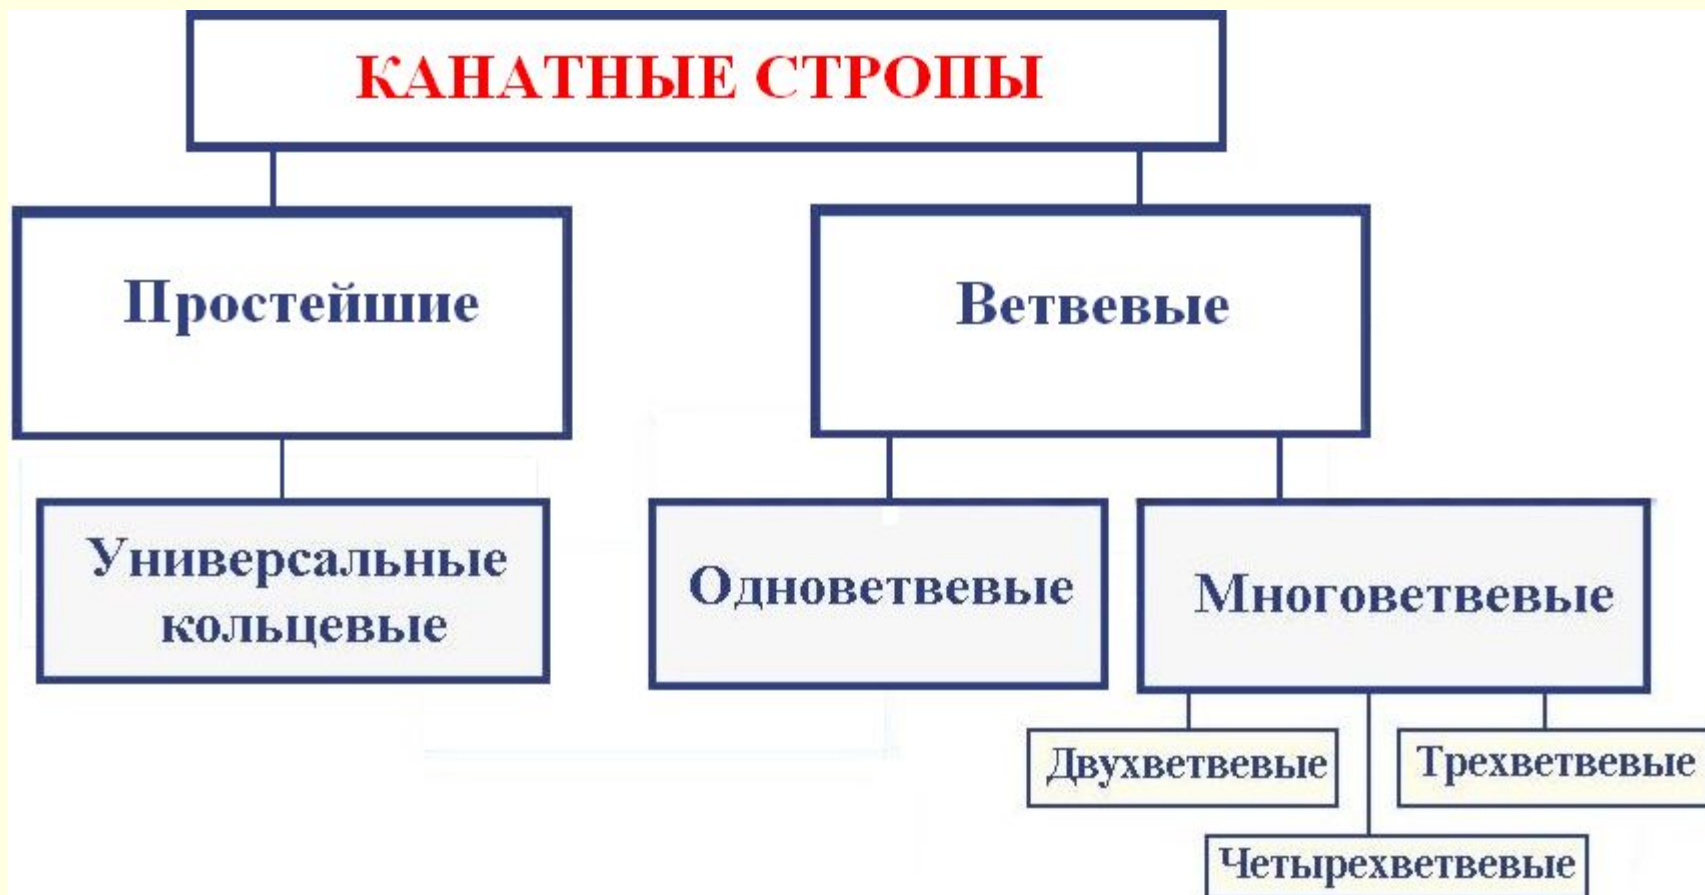 КАНАТНЫЕ СТРОПЫ
Простейшие
Ветвевые
Универсальные
кольцевые
Одноветвевые
Многоветвевые
Двухветвевые
Трехветвевые
Четырехветвевые